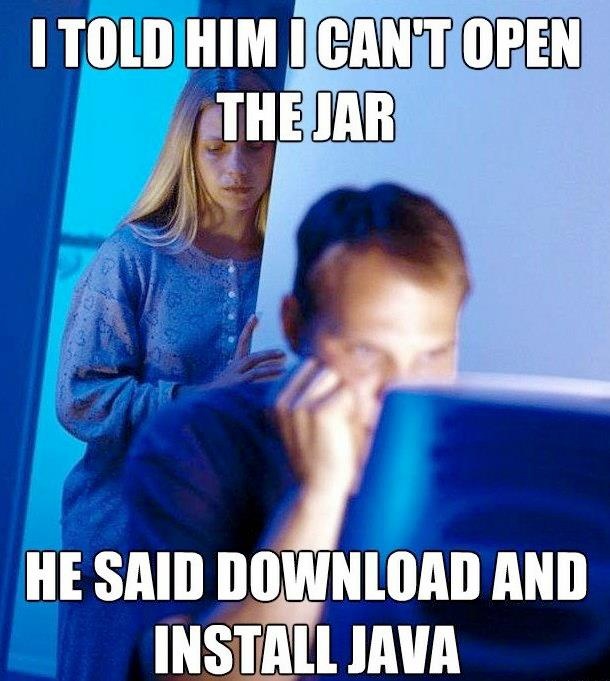 I TOLD HIM I CAN'T OPEN
THE JAR
HE SAID DOWNLOAD AND
INSTALL JAVA